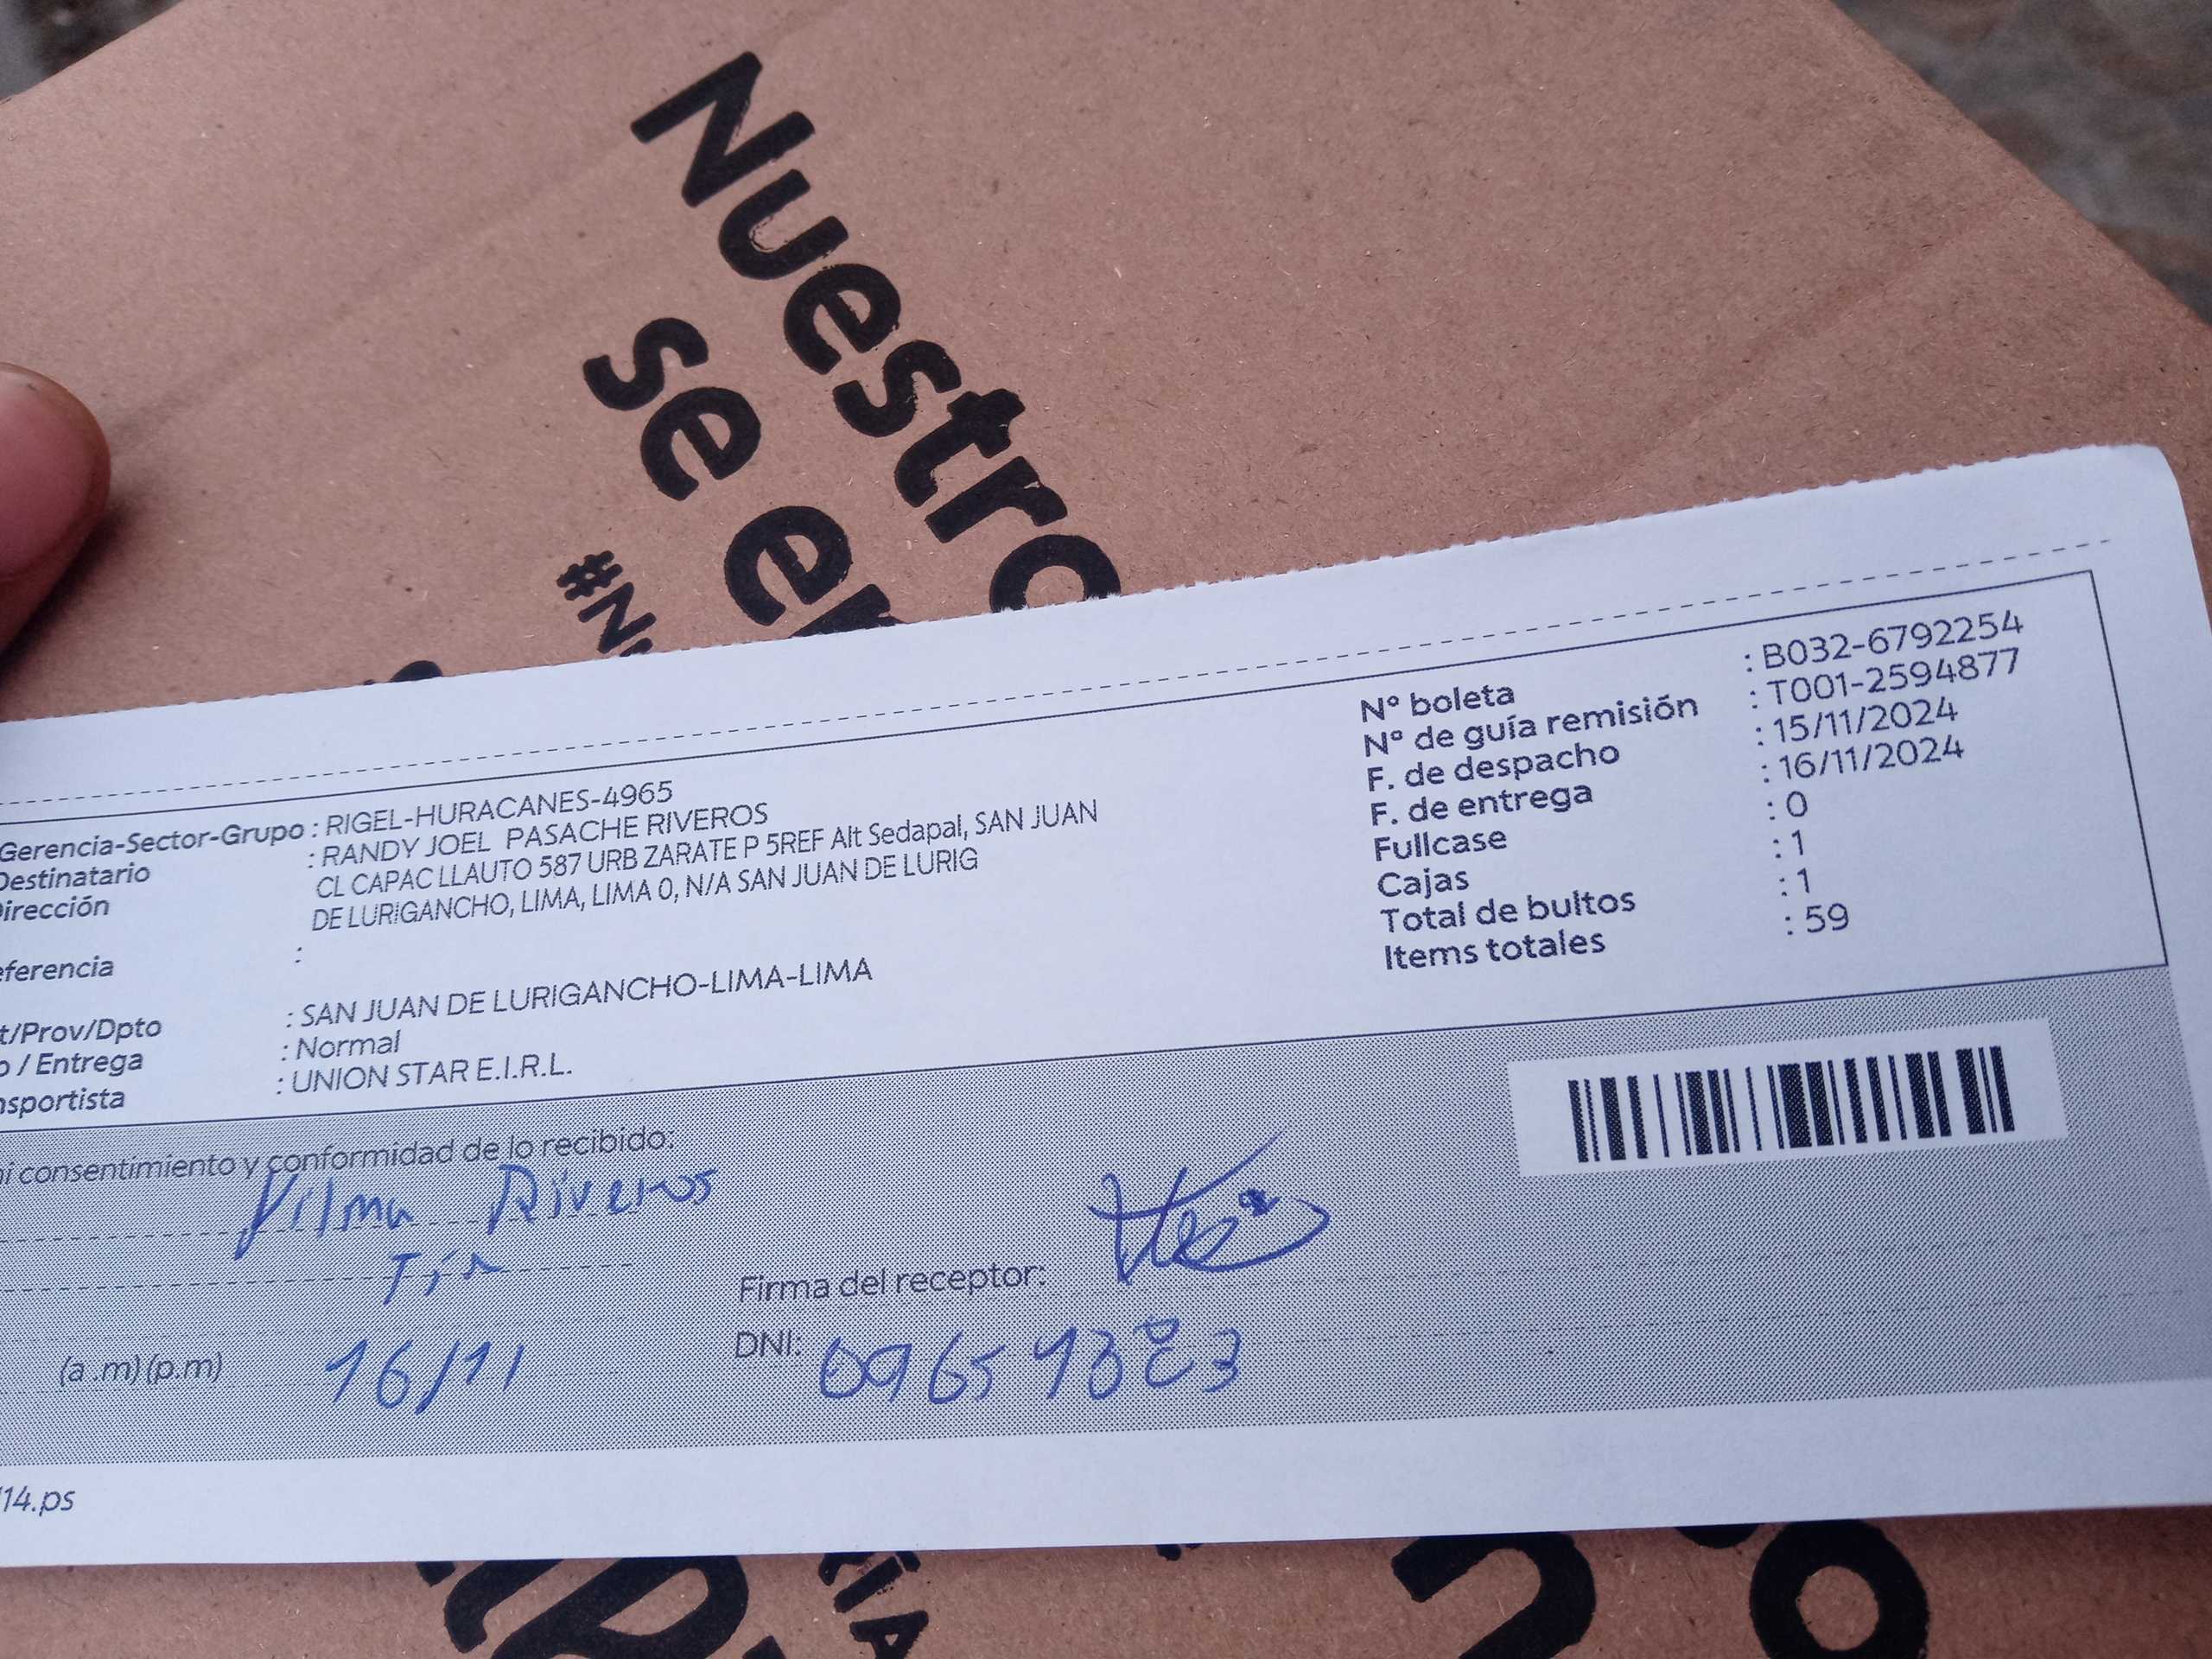 Nuestro
se en
#N
Gerencia-Sector-Grupo : RIGEL-HURACANES-4965
Destinatario : RANDY JOEL PASACHE RIVEROS
Dirección CL CAPAC LLAUTO 587 URB ZARATE P 5REF Alt Sedapal, SAN JUAN
DE LURIGANCHO, LIMA, LIMA 0, N/A SAN JUAN DE LURIG
eferencia :
t/Prov/Dpto : SAN JUAN DE LURIGANCHO-LIMA-LIMA
o / Entrega : Normal
nsportista : UNION STAR E.I.R.L.
Nº boleta : B032-6792254
Nº de guía remisión : T001-2594877
F. de despacho : 15/11/2024
F. de entrega : 16/11/2024
Fullcase : 0
Cajas : 1
Total de bultos : 1
Items totales : 59
mi consentimiento y conformidad de lo recibido:
Vilma Riveros
Tía
Firma del receptor:
(a .m) (p.m) 16/11
DNI:
114.ps